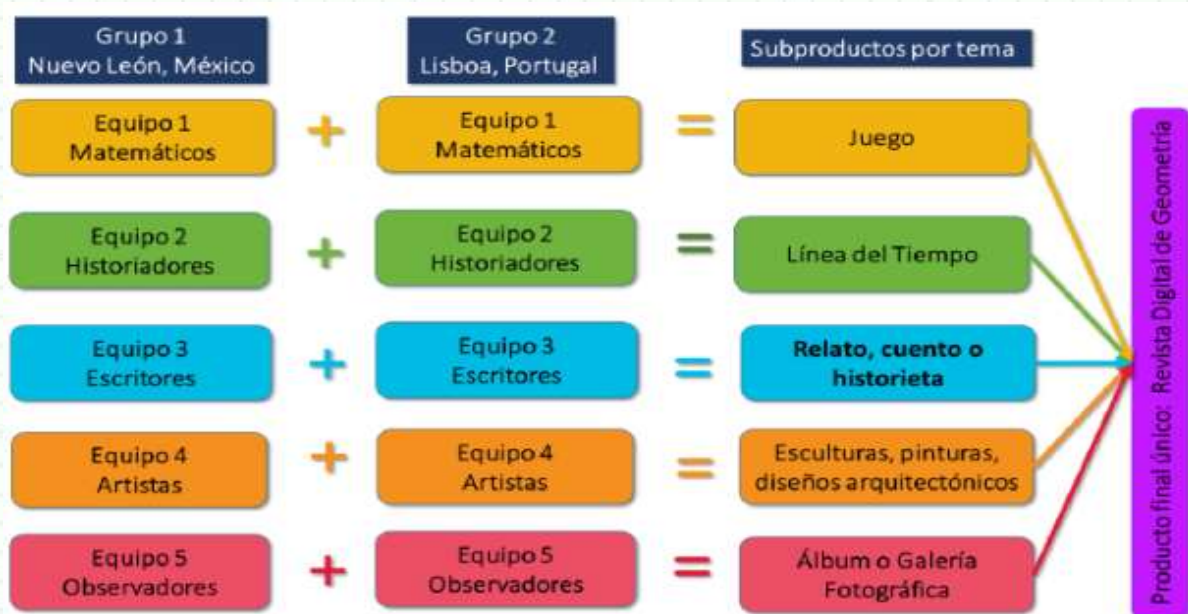 Grupo 1
Nuevo León, México
Grupo 2
Lisboa, Portugal
Subproductos por tema
Equipo 1
Matemáticos
+
Equipo 1
Matemáticos
=
Juego
Equipo 2
Historiadores
+
Equipo 2
Historiadores
=
Línea del Tiempo
Equipo 3
Escritores
+
Equipo 3
Escritores
=
Relato, cuento o
historieta
Equipo 4
Artistas
+
Equipo 4
Artistas
=
Esculturas, pinturas,
diseños arquitectónicos
Equipo 5
Observadores
+
Equipo 5
Observadores
=
Álbum o Galería
Fotográfica
Producto final único: Revista Digital de Geometría